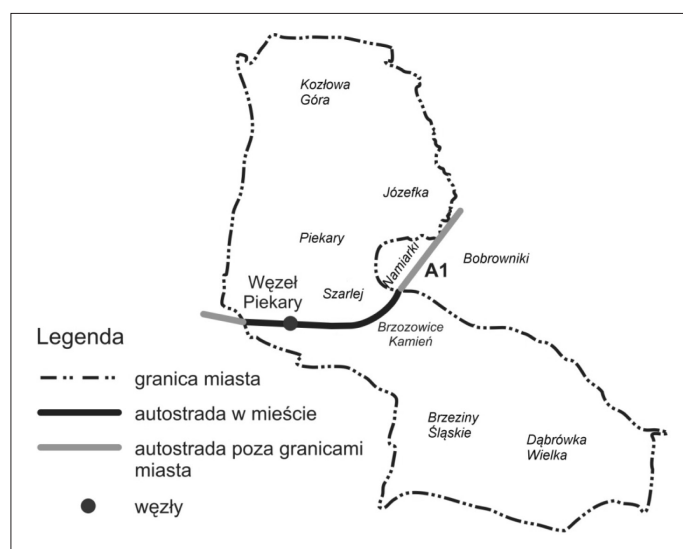 Kozłowa
Góra
Józefka
Piekary
Namiarki
Bobrowniki
A1
Węzeł
Piekary
Szarlej
Brzozowice
Kamień
Brzeziny
Śląskie
Dąbrówka
Wielka
Legenda
granica miasta
autostrada w mieście
autostrada poza granicami
miasta
węzły